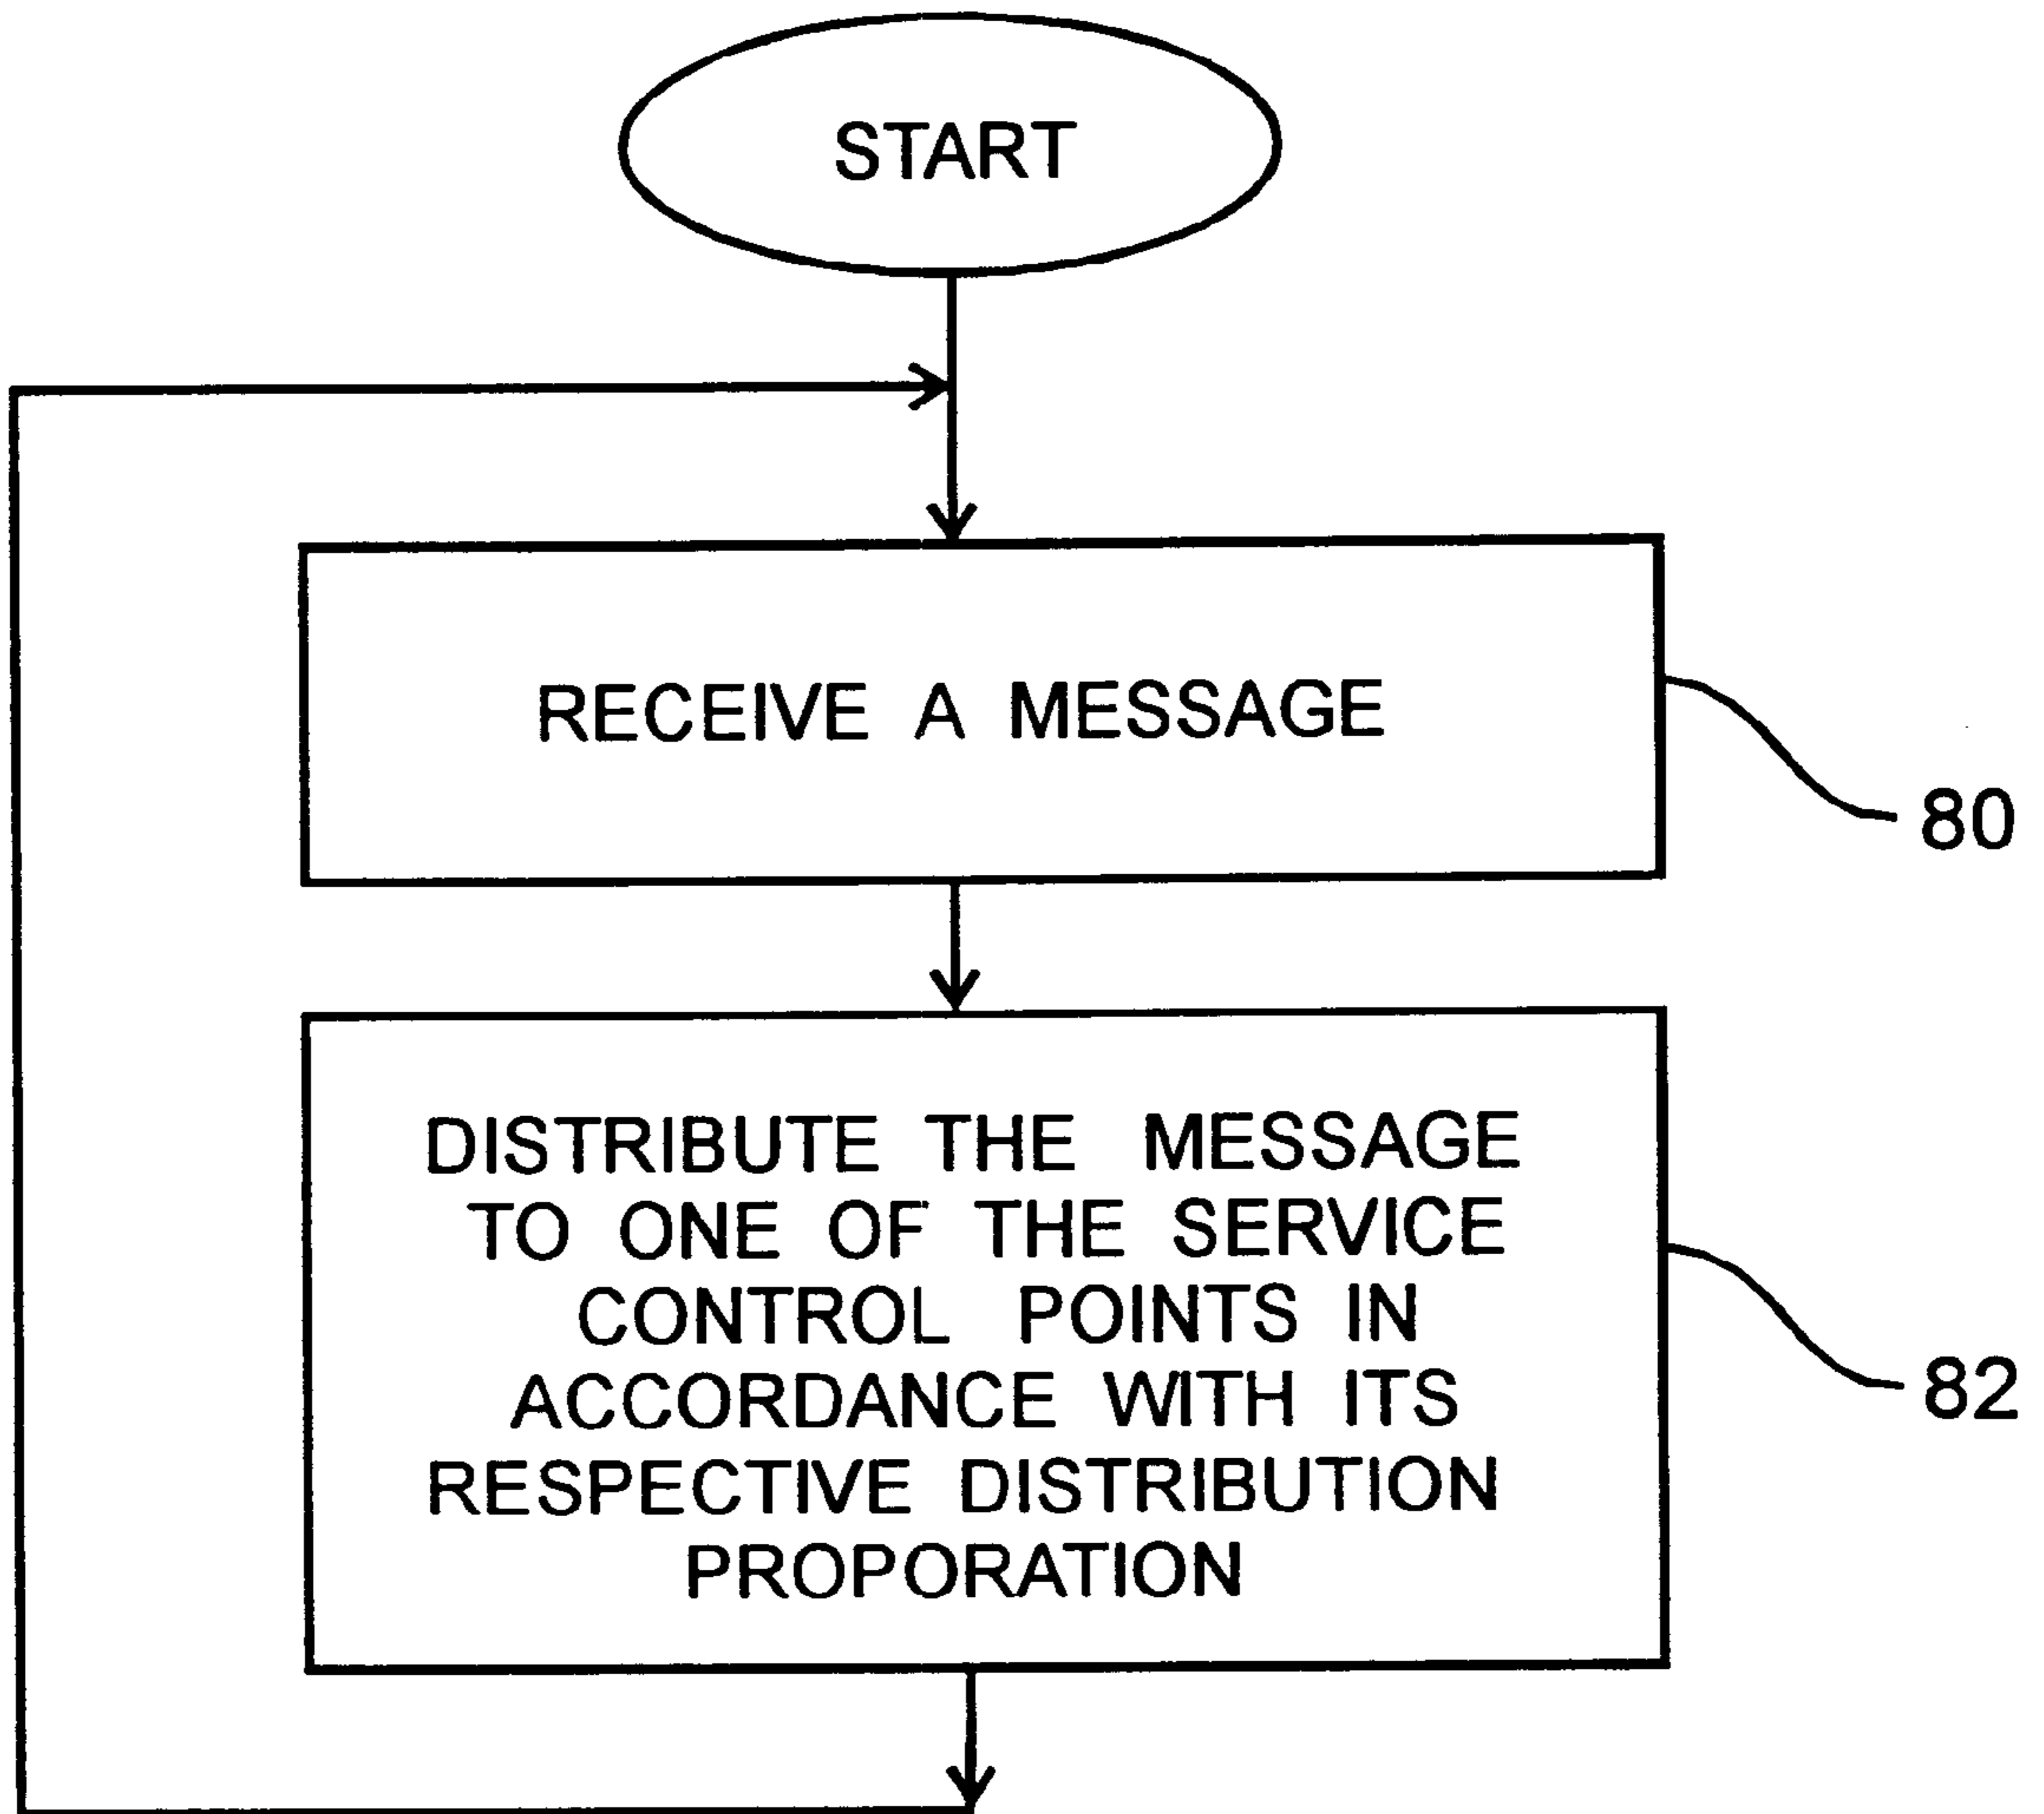 START
RECEIVE A MESSAGE
80
DISTRIBUTE THE MESSAGE
TO ONE OF THE SERVICE
CONTROL POINTS IN
ACCORDANCE WITH ITS
RESPECTIVE DISTRIBUTION
PROPORATION
82